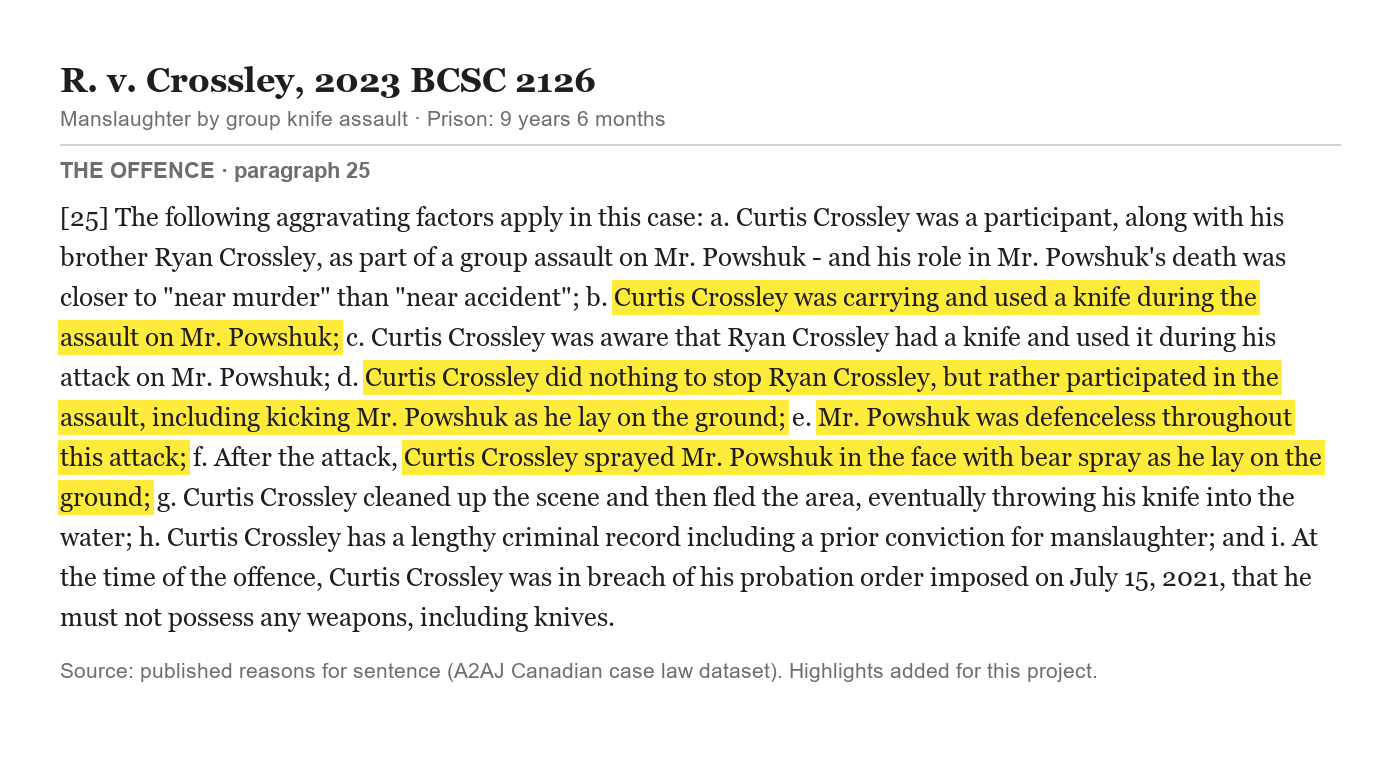 R. v. Crossley, 2023 BCSC 2126
Manslaughter by group knife assault · Prison: 9 years 6 months
THE OFFENCE · paragraph 25
[25] The following aggravating factors apply in this case: a. Curtis Crossley was a participant, along with his
brother Ryan Crossley, as part of a group assault on Mr. Powshuk - and his role in Mr. Powshuk's death was
closer to "near murder" than "near accident"; b. Curtis Crossley was carrying and used a knife during the
assault on Mr. Powshuk; c. Curtis Crossley was aware that Ryan Crossley had a knife and used it during his
attack on Mr. Powshuk; d. Curtis Crossley did nothing to stop Ryan Crossley, but rather participated in the
assault, including kicking Mr. Powshuk as he lay on the ground; e. Mr. Powshuk was defenceless throughout
this attack; f. After the attack, Curtis Crossley sprayed Mr. Powshuk in the face with bear spray as he lay on the
ground; g. Curtis Crossley cleaned up the scene and then fled the area, eventually throwing his knife into the
water; h. Curtis Crossley has a lengthy criminal record including a prior conviction for manslaughter; and i. At
the time of the offence, Curtis Crossley was in breach of his probation order imposed on July 15, 2021, that he
must not possess any weapons, including knives.
Source: published reasons for sentence (A2AJ Canadian case law dataset). Highlights added for this project.